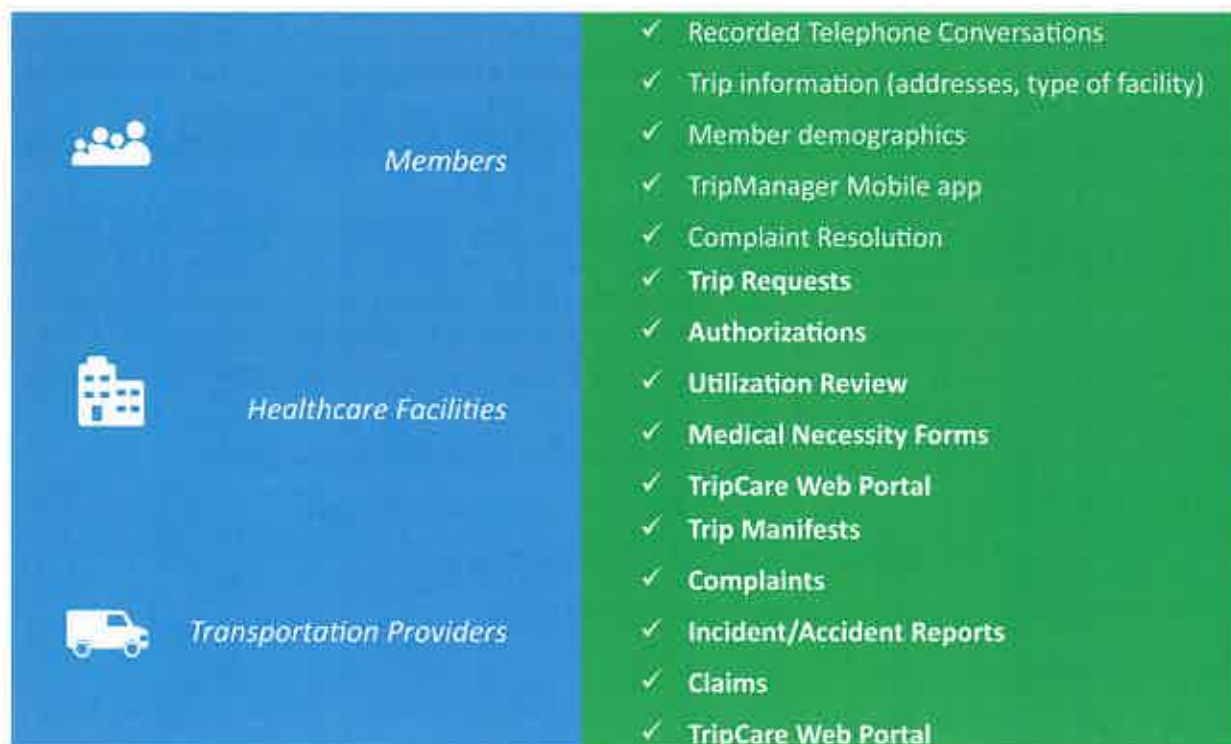 ✓ Recorded Telephone Conversations
✓ Trip information (addresses, type of facility)
Members
✓ Member demographics
✓ TripManager Mobile app
✓ Complaint Resolution
✓ Trip Requests
✓ Authorizations
Healthcare Facilities
✓ Utilization Review
✓ Medical Necessity Forms
✓ TripCare Web Portal
✓ Trip Manifests
✓ Complaints
Transportation Providers
✓ Incident/Accident Reports
✓ Claims
✓ TripCare Web Portal